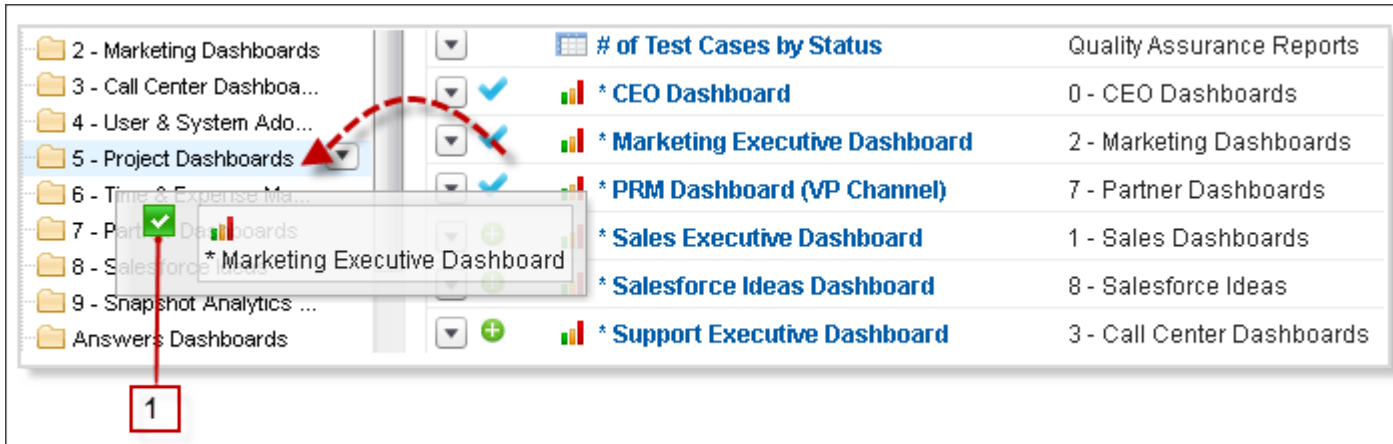 2 - Marketing Dashboards
3 - Call Center Dashboa...
4 - User & System Ado...
5 - Project Dashboards
6 - Time & Expense Ma...
7 - Partner Dashboards
8 - Salesforce Ideas
9 - Snapshot Analytics ...
Answers Dashboards
* Marketing Executive Dashboard
1
# of Test Cases by Status Quality Assurance Reports
* CEO Dashboard 0 - CEO Dashboards
* Marketing Executive Dashboard 2 - Marketing Dashboards
* PRM Dashboard (VP Channel) 7 - Partner Dashboards
* Sales Executive Dashboard 1 - Sales Dashboards
* Salesforce Ideas Dashboard 8 - Salesforce Ideas
* Support Executive Dashboard 3 - Call Center Dashboards